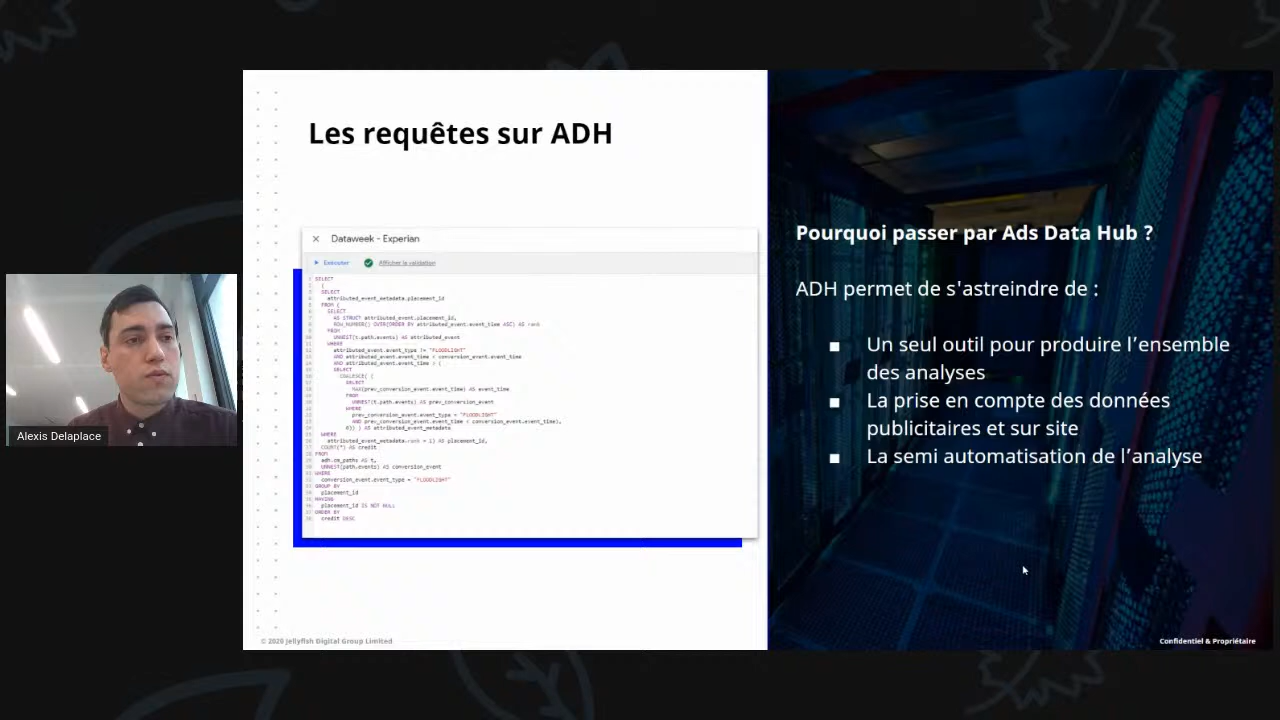 Les requêtes sur ADH
Dataweek - Experian
Exécuter Afficher la validation
SELECT
(
SELECT
attributed_event_metadata.placement_id
FROM (
SELECT
AS STRUCT attributed_event.placement_id,
ROW_NUMBER() OVER(ORDER BY attributed_event.event_time ASC) AS rank
FROM
UNNEST(t.path.events) AS attributed_event
WHERE
attributed_event.event_type != "FLOODLIGHT"
AND attributed_event.event_time < conversion_event.event_time
AND attributed_event.event_time > (
SELECT
COALESCE( (
SELECT
MAX(prev_conversion_event.event_time) AS event_time
FROM
UNNEST(t.path.events) AS prev_conversion_event
WHERE
prev_conversion_event.event_type = "FLOODLIGHT"
AND prev_conversion_event.event_time < conversion_event.event_time),
0)) ) AS attributed_event_metadata
WHERE
attributed_event_metadata.rank = 1) AS placement_id,
COUNT(*) AS credit
FROM
adh.cm_paths AS t,
UNNEST(path.events) AS conversion_event
WHERE
conversion_event.event_type = "FLOODLIGHT"
GROUP BY
placement_id
HAVING
placement_id IS NOT NULL
ORDER BY
credit DESC
Pourquoi passer par Ads Data Hub ?
ADH permet de s'astreindre de :
Un seul outil pour produire l’ensemble
des analyses
La prise en compte des données
publicitaires et sur site
La semi automatisation de l’analyse
Alexis Delaplace
© 2020 Jellyfish Digital Group Limited
Confidentiel & Propriétaire